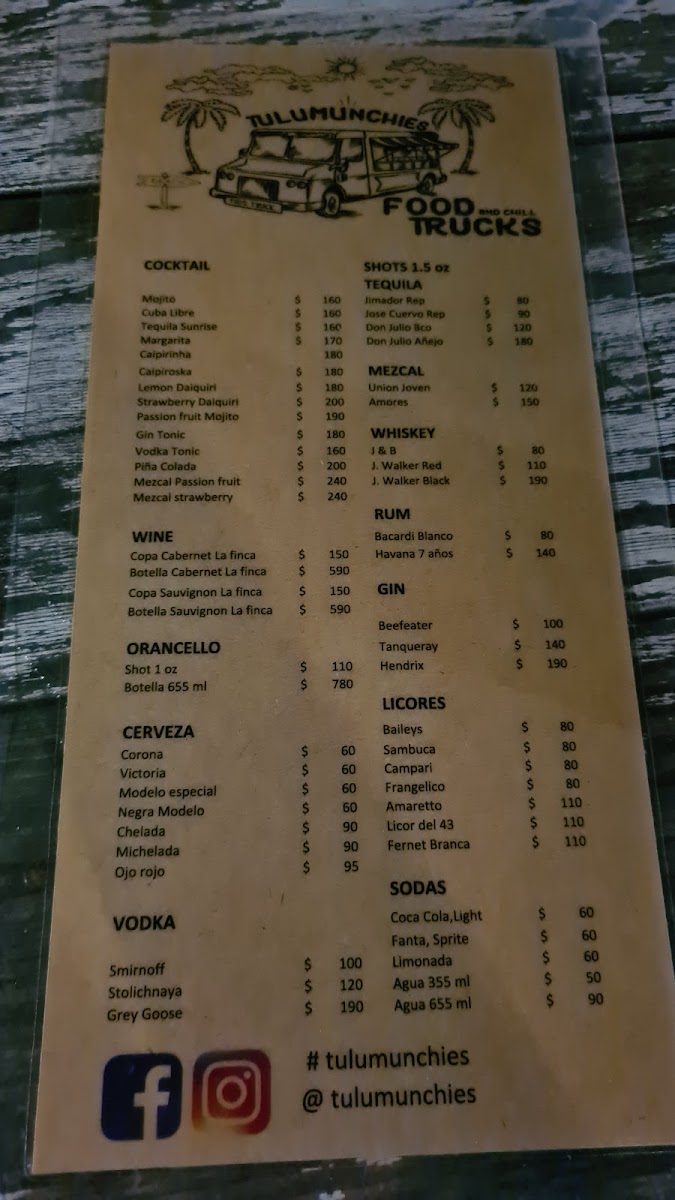 TULUMUNCHIES
FOOD AND CHILL
TRUCKS
COCKTAIL
Mojito $ 160
Cuba Libre $ 160
Tequila Sunrise $ 160
Margarita $ 170
Caipirinha 180
Caipiroska $ 180
Lemon Daiquiri $ 180
Strawberry Daiquiri $ 200
Passion fruit Mojito $ 190
Gin Tonic $ 180
Vodka Tonic $ 160
Piña Colada $ 200
Mezcal Passion fruit $ 240
Mezcal strawberry $ 240
WINE
Copa Cabernet La finca $ 150
Botella Cabernet La finca $ 590
Copa Sauvignon La finca $ 150
Botella Sauvignon La finca $ 590
ORANCELLO
Shot 1 oz $ 110
Botella 655 ml $ 780
CERVEZA
Corona $ 60
Victoria $ 60
Modelo especial $ 60
Negra Modelo $ 60
Chelada $ 90
Michelada $ 90
Ojo rojo $ 95
VODKA
Smirnoff $ 100
Stolichnaya $ 120
Grey Goose $ 190
SHOTS 1.5 oz
TEQUILA
Jimador Rep $ 80
Jose Cuervo Rep $ 90
Don Julio Bco $ 120
Don Julio Añejo $ 180
MEZCAL
Union Joven $ 120
Amores $ 150
WHISKEY
J & B $ 80
J. Walker Red $ 110
J. Walker Black $ 190
RUM
Bacardi Blanco $ 80
Havana 7 años $ 140
GIN
Beefeater $ 100
Tanqueray $ 140
Hendrix $ 190
LICORES
Baileys $ 80
Sambuca $ 80
Campari $ 80
Frangelico $ 80
Amaretto $ 110
Licor del 43 $ 110
Fernet Branca $ 110
SODAS
Coca Cola,Light $ 60
Fanta, Sprite $ 60
Limonada $ 60
Agua 355 ml $ 50
Agua 655 ml $ 90
# tulumunchies
@ tulumunchies